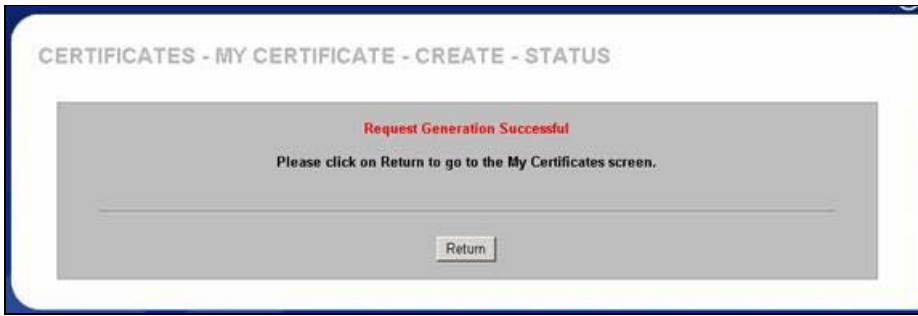 CERTIFICATES - MY CERTIFICATE - CREATE - STATUS
Request Generation Successful
Please click on Return to go to the My Certificates screen.
Return